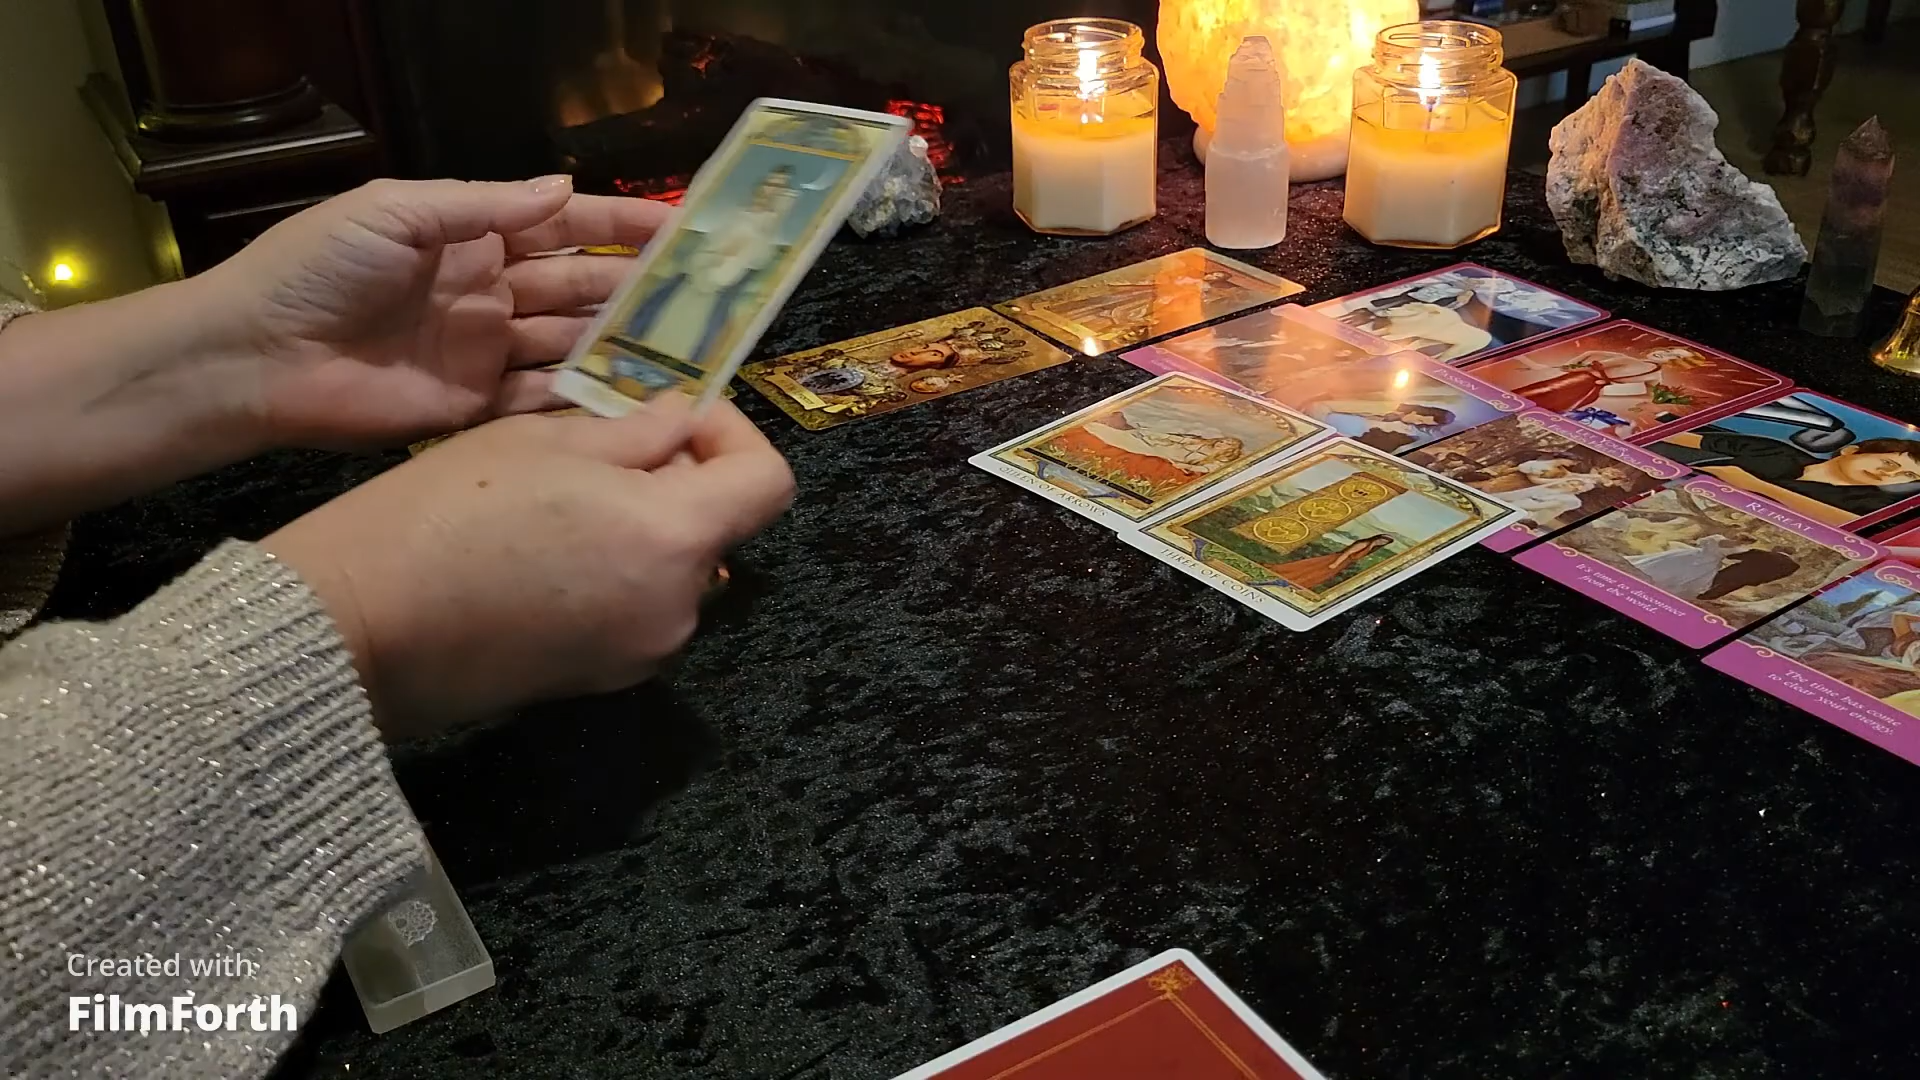 PASSION
QUEEN OF ARROWS
THREE OF COINS
RETREAT
It's time to disconnect
from the world.
The time has come
to clear your energy.
Created with
FilmForth